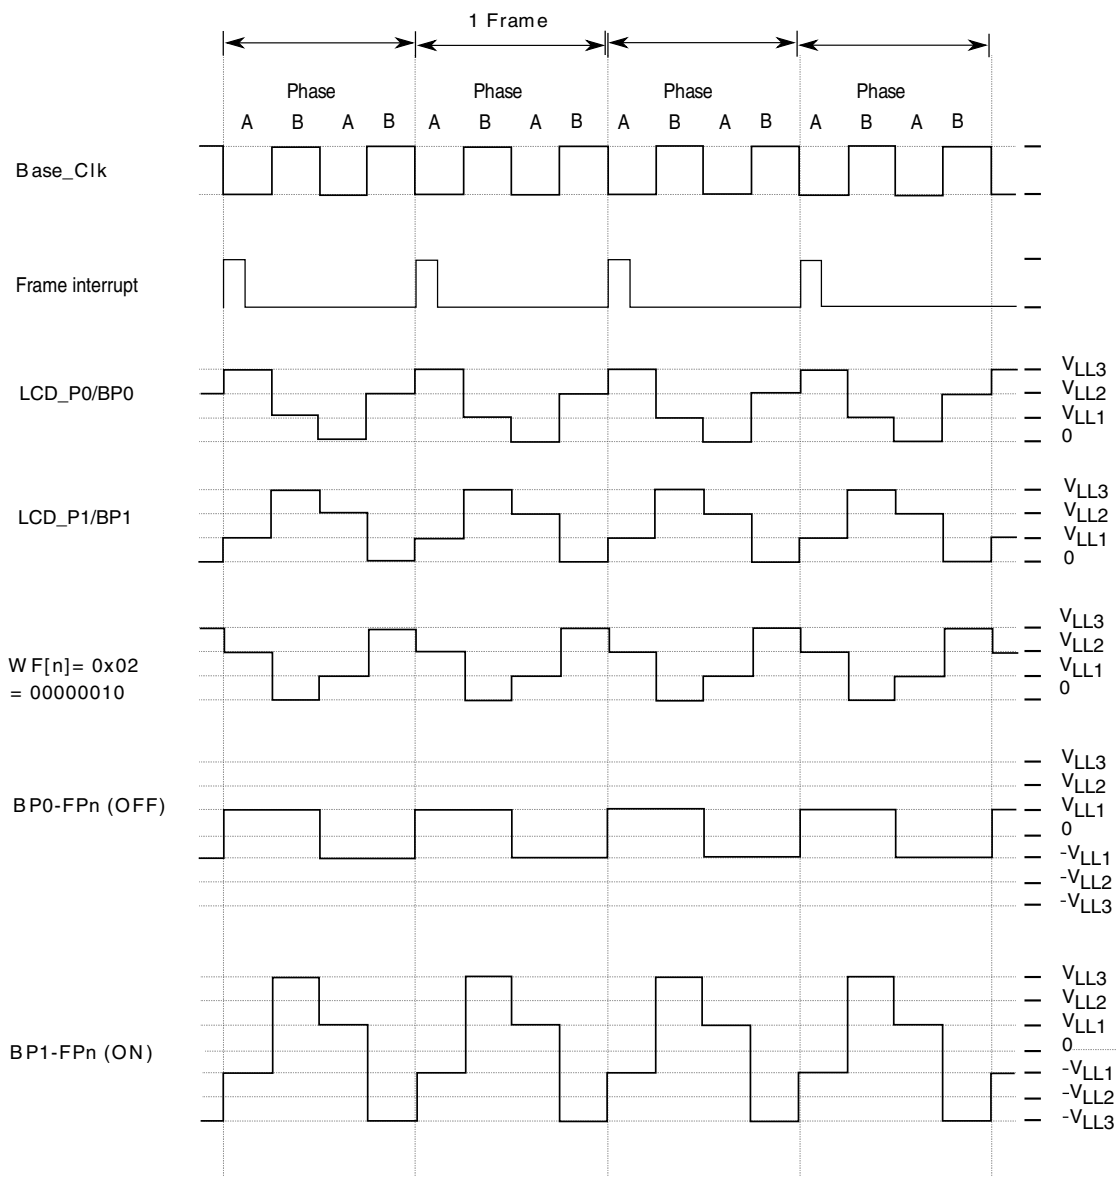 1 Frame
Phase Phase Phase Phase
A B A B A B A B A B A B A B A B
Base_Clk
Frame interrupt
LCD_P0/BP0
VLL3
VLL2
VLL1
0
LCD_P1/BP1
VLL3
VLL2
VLL1
0
WF[n]= 0x02
= 00000010
VLL3
VLL2
VLL1
0
BP0-FPn (OFF)
VLL3
VLL2
VLL1
0
-VLL1
-VLL2
-VLL3
BP1-FPn (ON)
VLL3
VLL2
VLL1
0
-VLL1
-VLL2
-VLL3